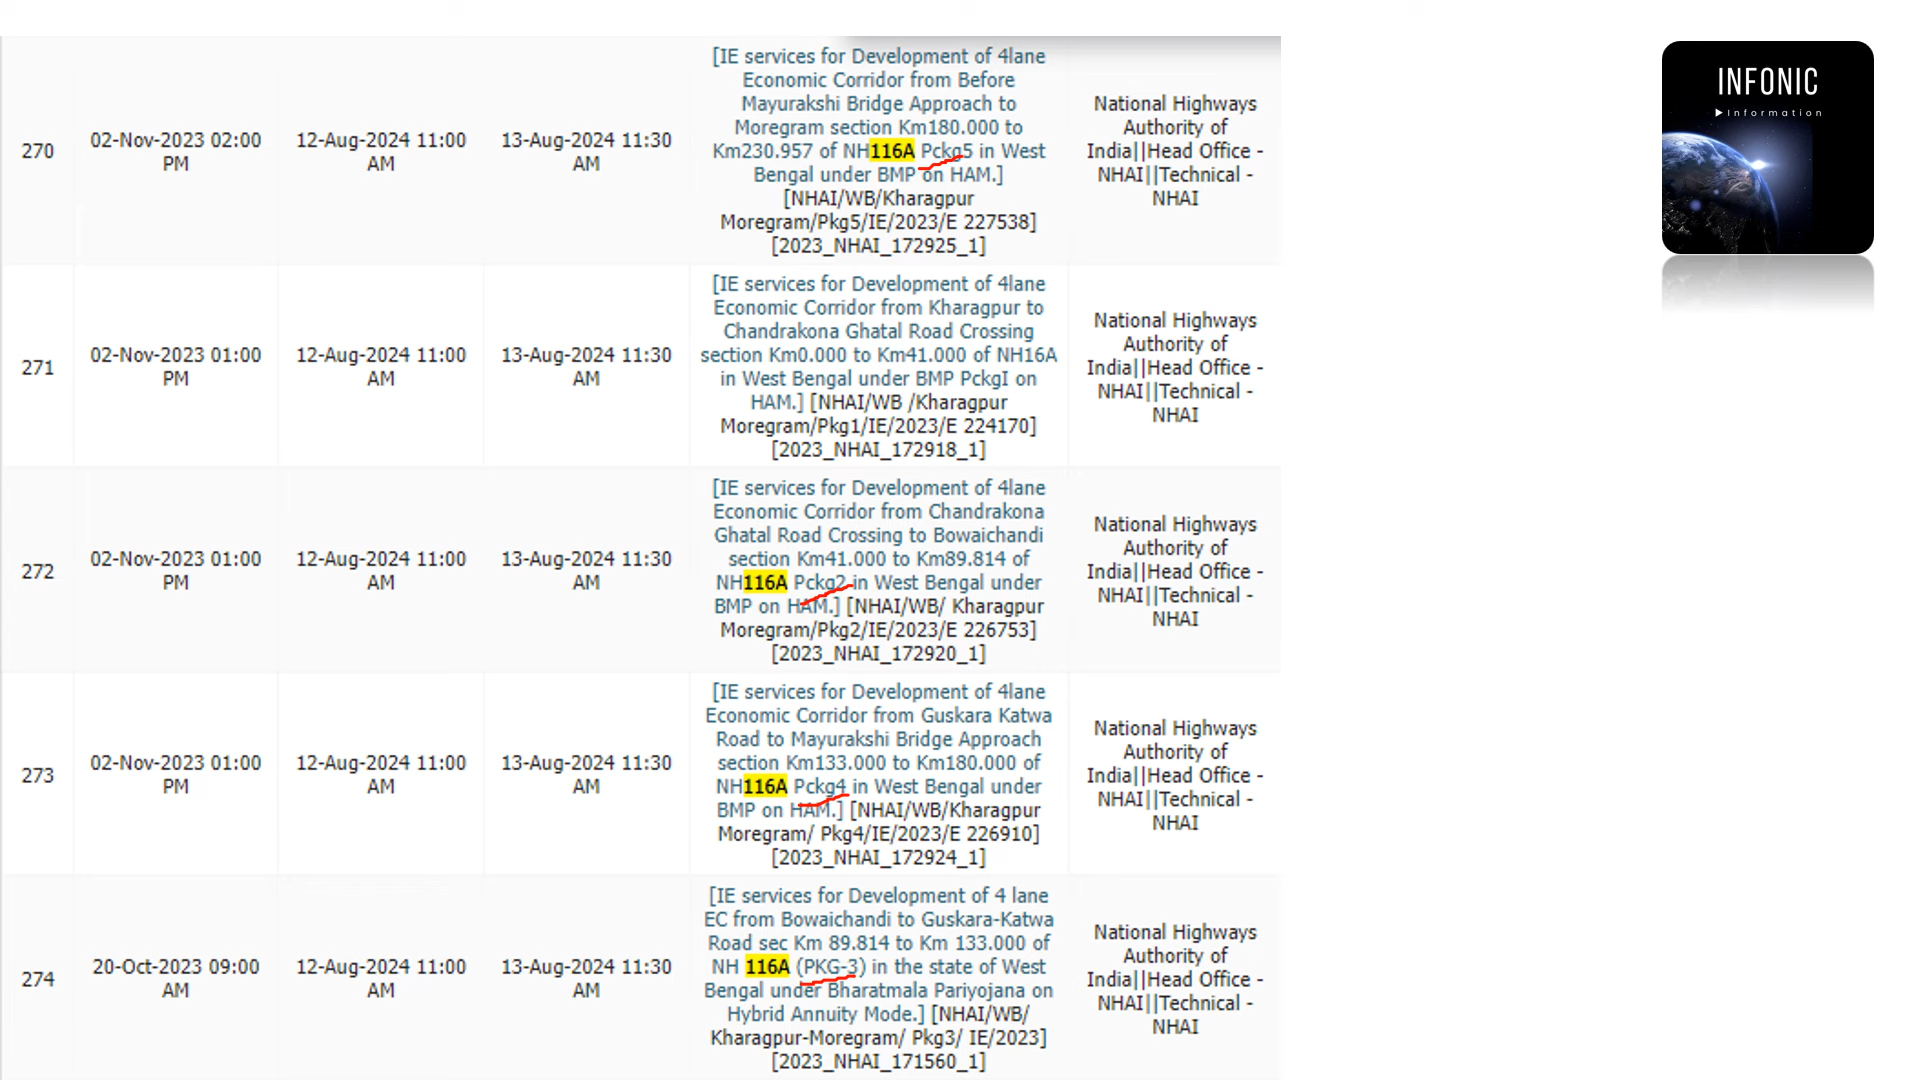 270
02-Nov-2023 02:00
PM
12-Aug-2024 11:00
AM
13-Aug-2024 11:30
AM
[IE services for Development of 4lane
Economic Corridor from Before
Mayurakshi Bridge Approach to
Moregram section Km180.000 to
Km230.957 of NH116A Pckg5 in West
Bengal under BMP on HAM.]
[NHAI/WB/Kharagpur
Moregram/Pkg5/IE/2023/E 227538]
[2023_NHAI_172925_1]
National Highways
Authority of
India||Head Office -
NHAI||Technical -
NHAI
271
02-Nov-2023 01:00
PM
12-Aug-2024 11:00
AM
13-Aug-2024 11:30
AM
[IE services for Development of 4lane
Economic Corridor from Kharagpur to
Chandrakona Ghatal Road Crossing
section Km0.000 to Km41.000 of NH16A
in West Bengal under BMP PckgI on
HAM.] [NHAI/WB /Kharagpur
Moregram/Pkg1/IE/2023/E 224170]
[2023_NHAI_172918_1]
National Highways
Authority of
India||Head Office -
NHAI||Technical -
NHAI
272
02-Nov-2023 01:00
PM
12-Aug-2024 11:00
AM
13-Aug-2024 11:30
AM
[IE services for Development of 4lane
Economic Corridor from Chandrakona
Ghatal Road Crossing to Bowaichandi
section Km41.000 to Km89.814 of
NH116A Pckg2 in West Bengal under
BMP on HAM.] [NHAI/WB/ Kharagpur
Moregram/Pkg2/IE/2023/E 226753]
[2023_NHAI_172920_1]
National Highways
Authority of
India||Head Office -
NHAI||Technical -
NHAI
273
02-Nov-2023 01:00
PM
12-Aug-2024 11:00
AM
13-Aug-2024 11:30
AM
[IE services for Development of 4lane
Economic Corridor from Guskara Katwa
Road to Mayurakshi Bridge Approach
section Km133.000 to Km180.000 of
NH116A Pckg4 in West Bengal under
BMP on HAM.] [NHAI/WB/Kharagpur
Moregram/ Pkg4/IE/2023/E 226910]
[2023_NHAI_172924_1]
National Highways
Authority of
India||Head Office -
NHAI||Technical -
NHAI
274
20-Oct-2023 09:00
AM
12-Aug-2024 11:00
AM
13-Aug-2024 11:30
AM
[IE services for Development of 4 lane
EC from Bowaichandi to Guskara-Katwa
Road sec Km 89.814 to Km 133.000 of
NH 116A (PKG-3) in the state of West
Bengal under Bharatmala Pariyojana on
Hybrid Annuity Mode.] [NHAI/WB/
Kharagpur-Moregram/ Pkg3/ IE/2023]
[2023_NHAI_171560_1]
National Highways
Authority of
India||Head Office -
NHAI||Technical -
NHAI
INFONIC
Information